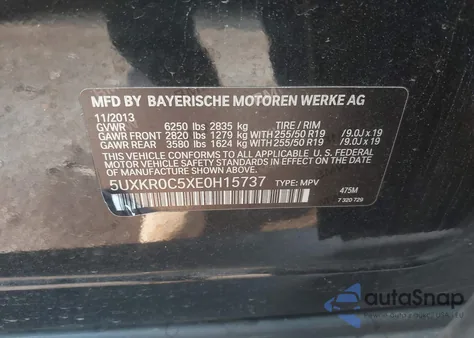 MFD BY BAYERISCHE MOTOREN WERKE AG
11/2013
GVWR 6250 lbs 2835 kg TIRE / RIM
GAWR FRONT 2820 lbs 1279 kg WITH 255/50 R19 /9.0J x 19
GAWR REAR 3580 lbs 1624 kg WITH 255/50 R19 /9.0J x 19
THIS VEHICLE CONFORMS TO ALL APPLICABLE U.S. FEDERAL
MOTOR VEHICLE SAFETY STANDARDS IN EFFECT ON THE
DATE OF MANUFACTURE SHOWN ABOVE.
5UXKR0C5XE0H15737 TYPE: MPV 475M
7 320 729
autoSnap